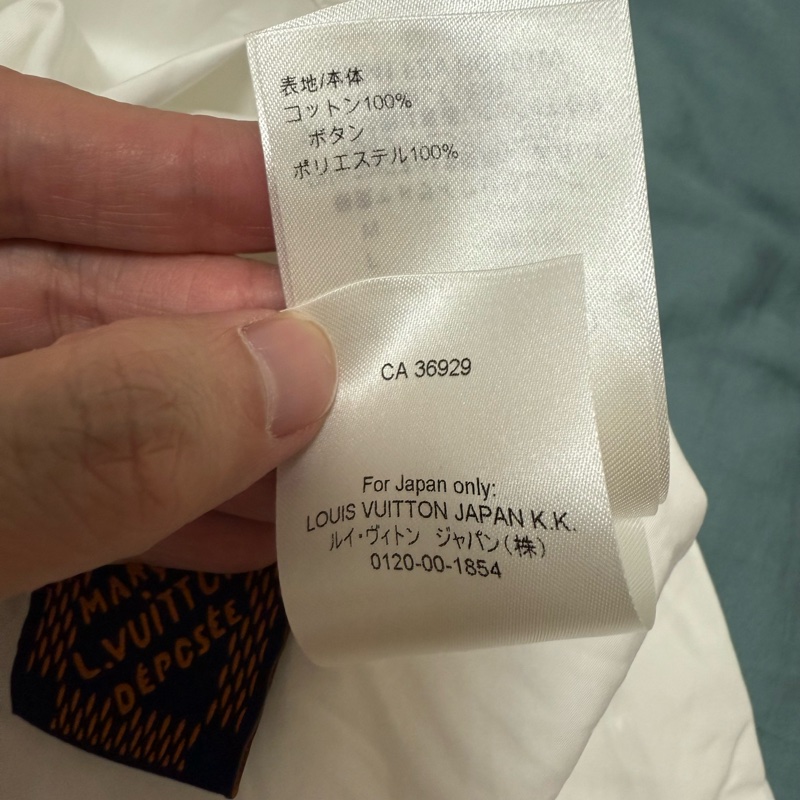 表地/本体
コットン100%
ボタン
ポリエステル100%
CA 36929
For Japan only:
LOUIS VUITTON JAPAN K.K.
ルイ・ヴィトン ジャパン(株)
0120-00-1854
L.VUITTON
DÉPOSÉE